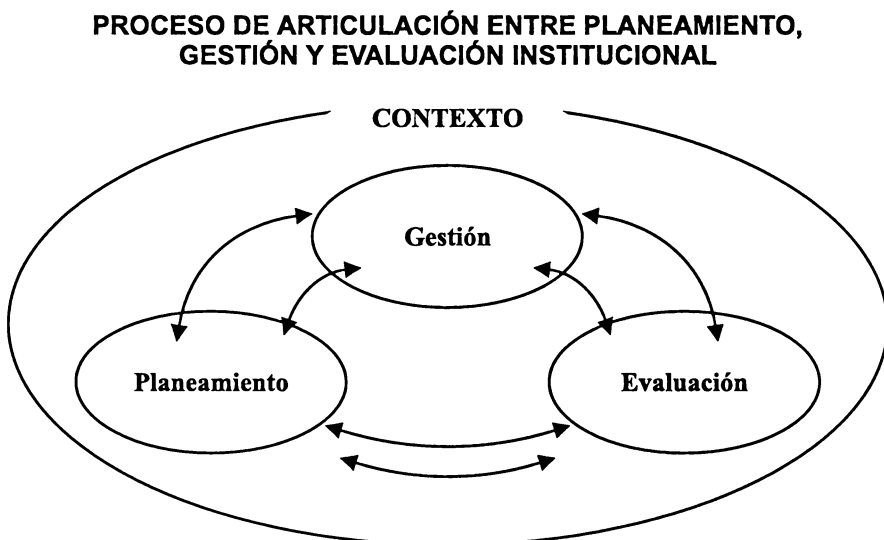 PROCESO DE ARTICULACIÓN ENTRE PLANEAMIENTO,
GESTIÓN Y EVALUACIÓN INSTITUCIONAL
CONTEXTO
Gestión
Planeamiento
Evaluación